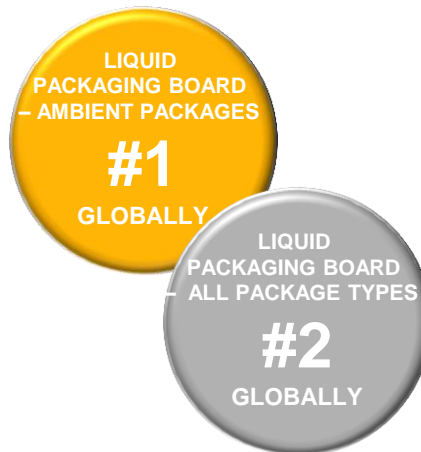 LIQUID
PACKAGING BOARD
– AMBIENT PACKAGES
#1
GLOBALLY
LIQUID
PACKAGING BOARD
– ALL PACKAGE TYPES
#2
GLOBALLY